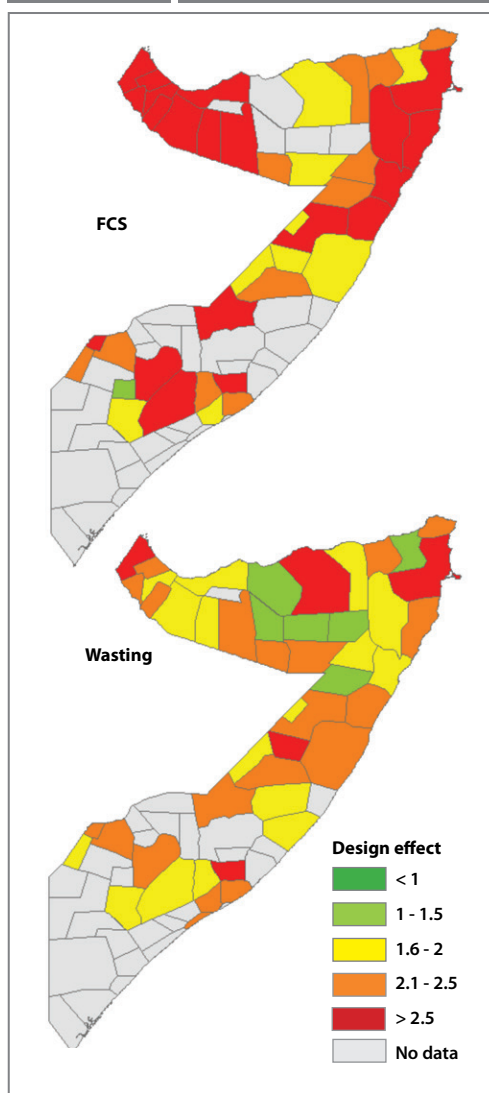 FCS
Wasting
Design effect
< 1
1 - 1.5
1.6 - 2
2.1 - 2.5
> 2.5
No data